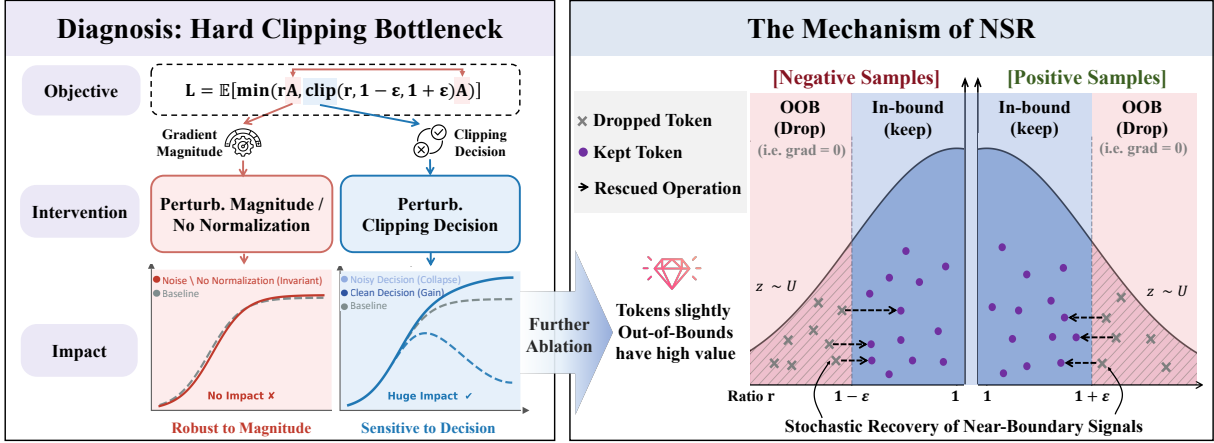 Diagnosis: Hard Clipping Bottleneck
Objective
L = 𝔼[min(rA, clip(r, 1 − ε, 1 + ε)A)]
Gradient
Magnitude
Clipping
Decision
Intervention
Perturb. Magnitude /
No Normalization
Perturb.
Clipping Decision
Impact
Noise \ No Normalization (Invariant)
Baseline
No Impact ✗
Noisy Decision (Collapse)
Clean Decision (Gain)
Baseline
Huge Impact ✓
Robust to Magnitude
Sensitive to Decision
Further
Ablation
The Mechanism of NSR
Dropped Token
Kept Token
Rescued Operation
Tokens slightly
Out-of-Bounds
have high value
[Negative Samples]
[Positive Samples]
OOB
(Drop)
(i.e. grad = 0)
In-bound
(keep)
In-bound
(keep)
OOB
(Drop)
(i.e. grad = 0)
z ~ U
z ~ U
Ratio r
1 − ε
1
1
1 + ε
Stochastic Recovery of Near-Boundary Signals